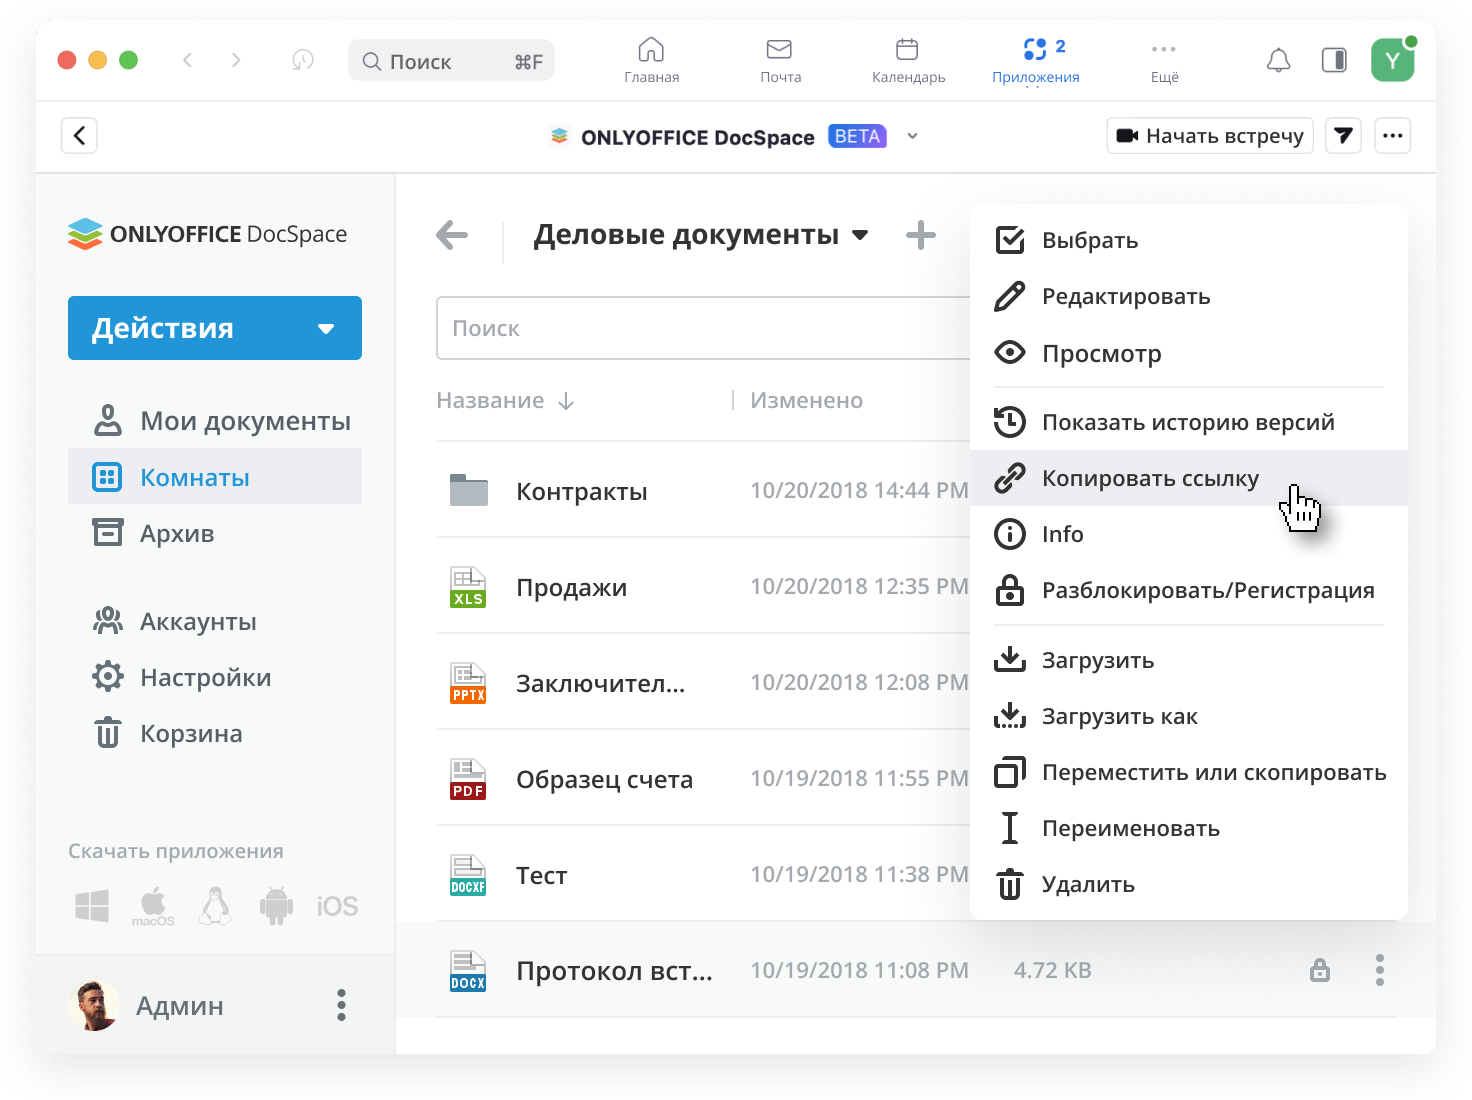 Поиск ⌘F
Главная
Почта
Календарь
Приложения 2
Ещё
Y
ONLYOFFICE DocSpace BETA
Начать встречу
ONLYOFFICE DocSpace
Действия
Мои документы
Комнаты
Архив
Аккаунты
Настройки
Корзина
Скачать приложения
macOS
iOS
Админ
Деловые документы
Поиск
Название Изменено
Контракты 10/20/2018 14:44 PM
XLS Продажи 10/20/2018 12:35 PM
PPTX Заключител... 10/20/2018 12:08 PM
PDF Образец счета 10/19/2018 11:55 PM
DOCXF Тест 10/19/2018 11:38 PM
DOCX Протокол вст... 10/19/2018 11:08 PM 4.72 KB
Выбрать
Редактировать
Просмотр
Показать историю версий
Копировать ссылку
Info
Разблокировать/Регистрация
Загрузить
Загрузить как
Переместить или скопировать
Переименовать
Удалить